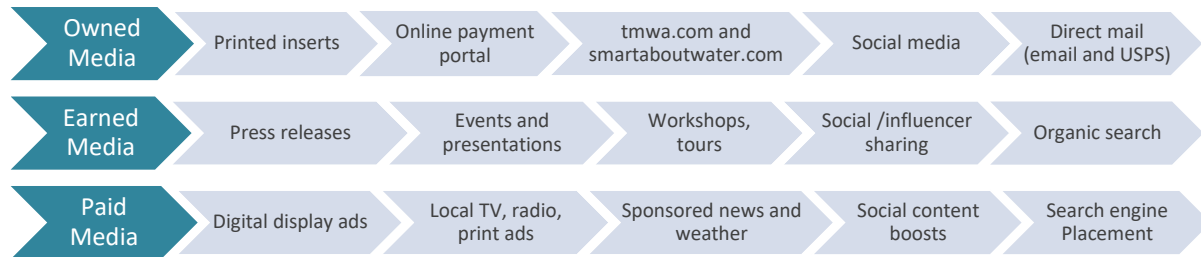 Owned
Media
Printed inserts
Online payment
portal
tmwa.com and
smartaboutwater.com
Social media
Direct mail
(email and USPS)
Earned
Media
Press releases
Events and
presentations
Workshops,
tours
Social /influencer
sharing
Organic search
Paid
Media
Digital display ads
Local TV, radio,
print ads
Sponsored news and
weather
Social content
boosts
Search engine
Placement